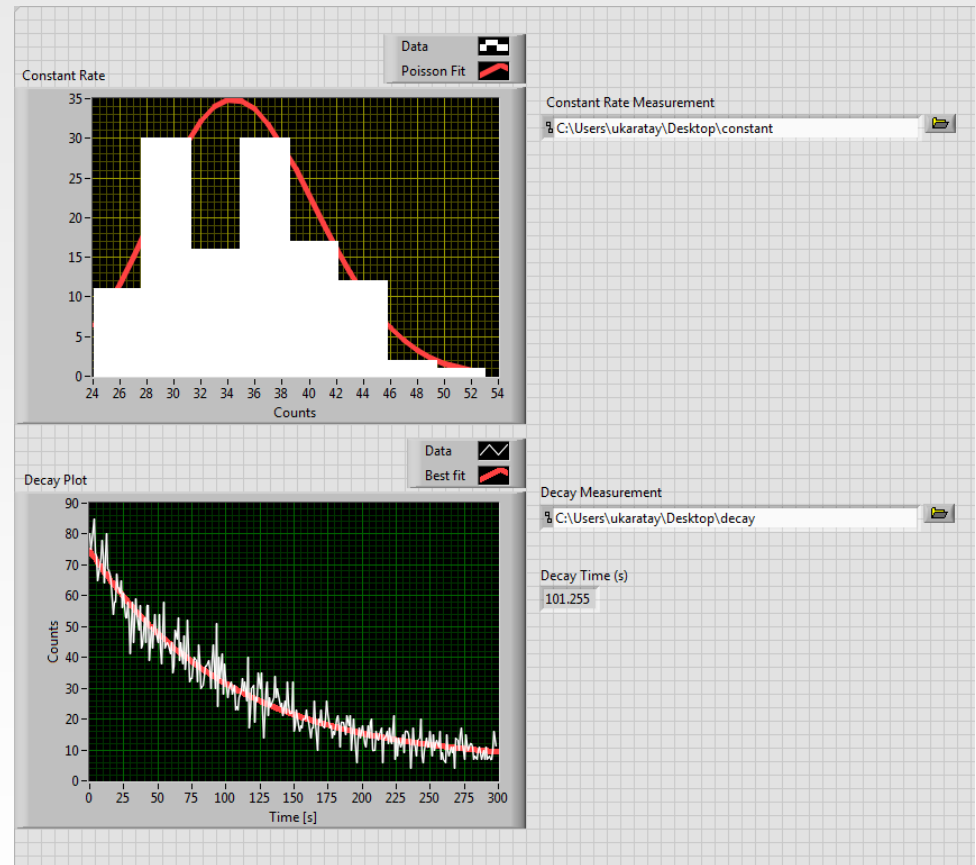 Data
Poisson Fit
Constant Rate
35
30
25
20
15
10
5
0
24 26 28 30 32 34 36 38 40 42 44 46 48 50 52 54
Counts
Constant Rate Measurement
C:\Users\ukaratay\Desktop\constant
Data
Best fit
Decay Plot
90
80
70
60
50
40
30
20
10
0
Counts
0 25 50 75 100 125 150 175 200 225 250 275 300
Time [s]
Decay Measurement
C:\Users\ukaratay\Desktop\decay
Decay Time (s)
101.255